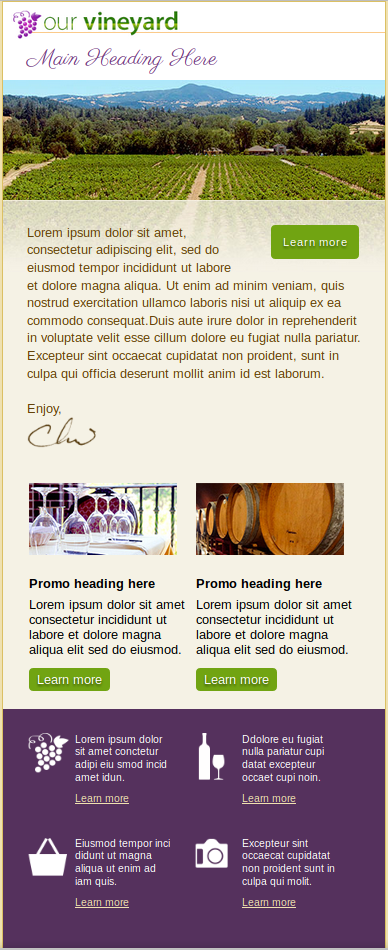 our vineyard
Main Heading Here
Lorem ipsum dolor sit amet,
consectetur adipiscing elit, sed do
eiusmod tempor incididunt ut labore
et dolore magna aliqua. Ut enim ad minim veniam, quis
nostrud exercitation ullamco laboris nisi ut aliquip ex ea
commodo consequat.Duis aute irure dolor in reprehenderit
in voluptate velit esse cillum dolore eu fugiat nulla pariatur.
Excepteur sint occaecat cupidatat non proident, sunt in
culpa qui officia deserunt mollit anim id est laborum.
Learn more
Enjoy,
Promo heading here
Lorem ipsum dolor sit amet
consectetur incididunt ut
labore et dolore magna
aliqua elit sed do eiusmod.
Learn more
Promo heading here
Lorem ipsum dolor sit amet
consectetur incididunt ut
labore et dolore magna
aliqua elit sed do eiusmod.
Learn more
Lorem ipsum dolor
sit amet conctetur
adipi eiu smod incid
amet idun.
Learn more
Ddolore eu fugiat
nulla pariatur cupi
datat excepteur
occaet cupi noin.
Learn more
Eiusmod tempor inci
didunt ut magna
aliqua ut enim ad
iam quis.
Learn more
Excepteur sint
occaecat cupidatat
non proident sunt in
culpa qui molit.
Learn more